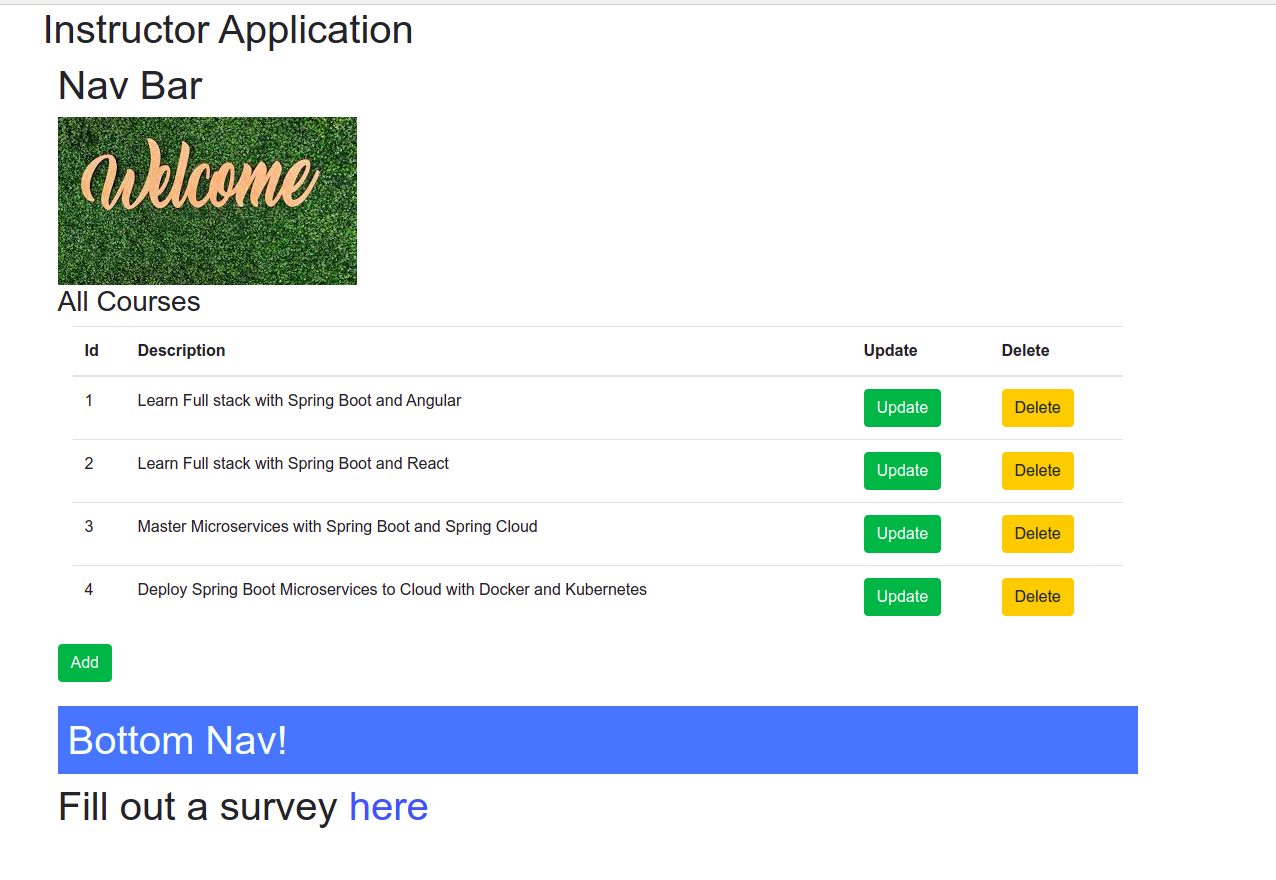 Instructor Application
Nav Bar
Welcome
All Courses
Id Description Update Delete
1 Learn Full stack with Spring Boot and Angular Update Delete
2 Learn Full stack with Spring Boot and React Update Delete
3 Master Microservices with Spring Boot and Spring Cloud Update Delete
4 Deploy Spring Boot Microservices to Cloud with Docker and Kubernetes Update Delete
Add
Bottom Nav!
Fill out a survey here